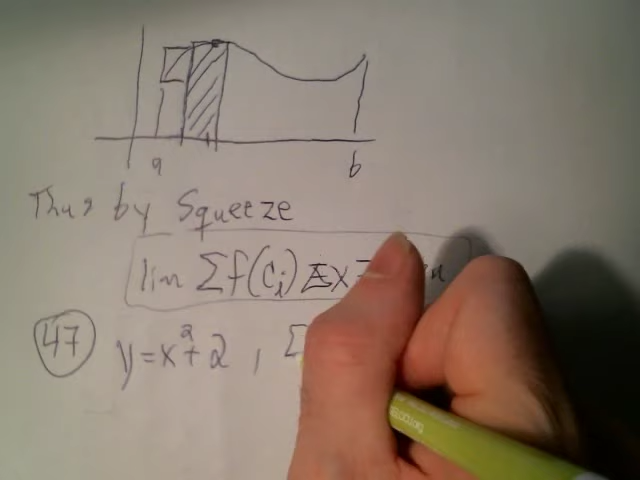 a b
Thus by Squeeze
lim Σf(Ci) Δx =
47 y = x² + 2 , [